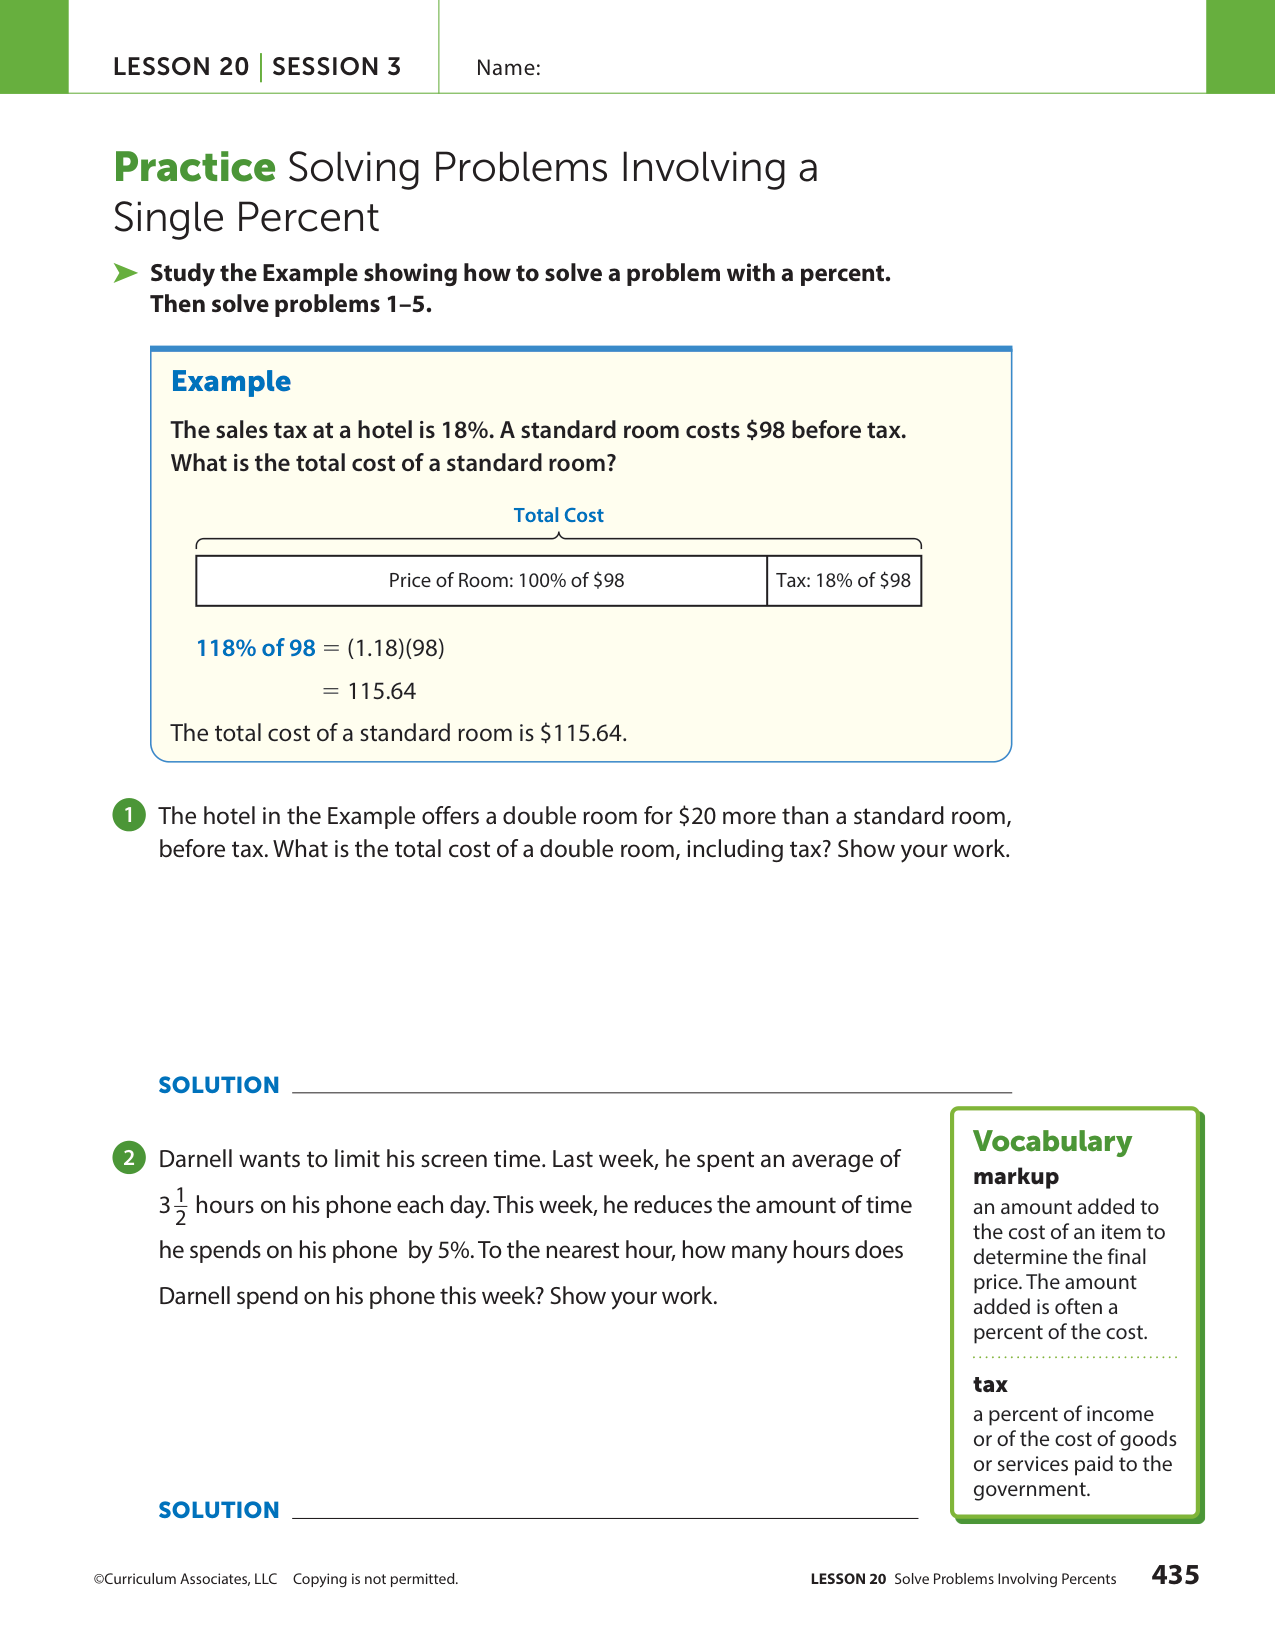 LESSON 20 | SESSION 3
Name:
Practice Solving Problems Involving a
Single Percent
➤ Study the Example showing how to solve a problem with a percent.
Then solve problems 1–5.
Example
The sales tax at a hotel is 18%. A standard room costs $98 before tax.
What is the total cost of a standard room?
Total Cost
Price of Room: 100% of $98
Tax: 18% of $98
118% of 98 = (1.18)(98)
= 115.64
The total cost of a standard room is $115.64.
1 The hotel in the Example offers a double room for $20 more than a standard room,
before tax. What is the total cost of a double room, including tax? Show your work.
SOLUTION
2 Darnell wants to limit his screen time. Last week, he spent an average of
3 1/2 hours on his phone each day. This week, he reduces the amount of time
he spends on his phone by 5%. To the nearest hour, how many hours does
Darnell spend on his phone this week? Show your work.
SOLUTION
Vocabulary
markup
an amount added to
the cost of an item to
determine the final
price. The amount
added is often a
percent of the cost.
tax
a percent of income
or of the cost of goods
or services paid to the
government.
©Curriculum Associates, LLC Copying is not permitted.
LESSON 20 Solve Problems Involving Percents 435